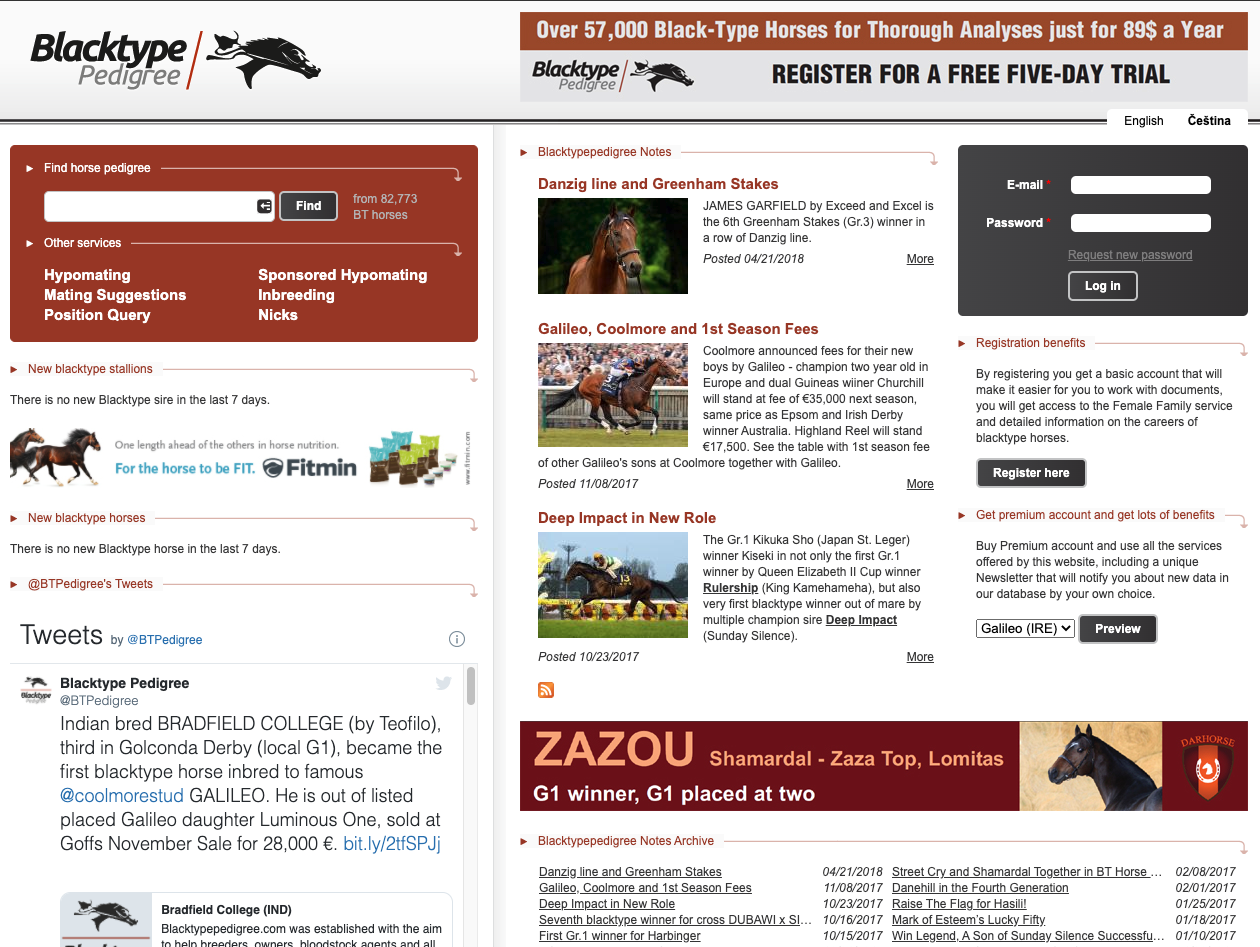 Blacktype
Pedigree
Over 57,000 Black-Type Horses for Thorough Analyses just for 89$ a Year
Blacktype
Pedigree
REGISTER FOR A FREE FIVE-DAY TRIAL
English
Čeština
Find horse pedigree
Find
from 82,773
BT horses
Other services
Hypomating
Sponsored Hypomating
Mating Suggestions
Inbreeding
Position Query
Nicks
New blacktype stallions
There is no new Blacktype sire in the last 7 days.
One length ahead of the others in horse nutrition.
For the horse to be FIT.
Fitmin
www.fitmin.com
New blacktype horses
There is no new Blacktype horse in the last 7 days.
@BTPedigree's Tweets
Tweets by @BTPedigree
Blacktype
Pedigree
Blacktype Pedigree
@BTPedigree
Indian bred BRADFIELD COLLEGE (by Teofilo),
third in Golconda Derby (local G1), became the
first blacktype horse inbred to famous
@coolmorestud GALILEO. He is out of listed
placed Galileo daughter Luminous One, sold at
Goffs November Sale for 28,000 €. bit.ly/2tfSPJj
Bradfield College (IND)
Blacktypepedigree.com was established with the aim
to help breeders, owners, bloodstock agents and all
Blacktypepedigree Notes
Danzig line and Greenham Stakes
JAMES GARFIELD by Exceed and Excel is
the 6th Greenham Stakes (Gr.3) winner in
a row of Danzig line.
Posted 04/21/2018
More
Galileo, Coolmore and 1st Season Fees
Coolmore announced fees for their new
boys by Galileo - champion two year old in
Europe and dual Guineas wiiner Churchill
will stand at fee of €35,000 next season,
same price as Epsom and Irish Derby
winner Australia. Highland Reel will stand
€17,500. See the table with 1st season fee
of other Galileo's sons at Coolmore together with Galileo.
Posted 11/08/2017
More
Deep Impact in New Role
13
The Gr.1 Kikuka Sho (Japan St. Leger)
winner Kiseki in not only the first Gr.1
winner by Queen Elizabeth II Cup winner
Rulership (King Kamehameha), but also
very first blacktype winner out of mare by
multiple champion sire Deep Impact
(Sunday Silence).
Posted 10/23/2017
More
E-mail *
Password *
Request new password
Log in
Registration benefits
By registering you get a basic account that will
make it easier for you to work with documents,
you will get access to the Female Family service
and detailed information on the careers of
blacktype horses.
Register here
Get premium account and get lots of benefits
Buy Premium account and use all the services
offered by this website, including a unique
Newsletter that will notify you about new data in
our database by your own choice.
Galileo (IRE)
Preview
ZAZOU Shamardal - Zaza Top, Lomitas
G1 winner, G1 placed at two
DARHORSE
Blacktypepedigree Notes Archive
Danzig line and Greenham Stakes 04/21/2018
Galileo, Coolmore and 1st Season Fees 11/08/2017
Deep Impact in New Role 10/23/2017
Seventh blacktype winner for cross DUBAWI x SI... 10/16/2017
First Gr.1 winner for Harbinger 10/15/2017
Street Cry and Shamardal Together in BT Horse ... 02/08/2017
Danehill in the Fourth Generation 02/01/2017
Raise The Flag for Hasili! 01/25/2017
Mark of Esteem's Lucky Fifty 01/18/2017
Win Legend, A Son of Sunday Silence Successfu... 01/10/2017